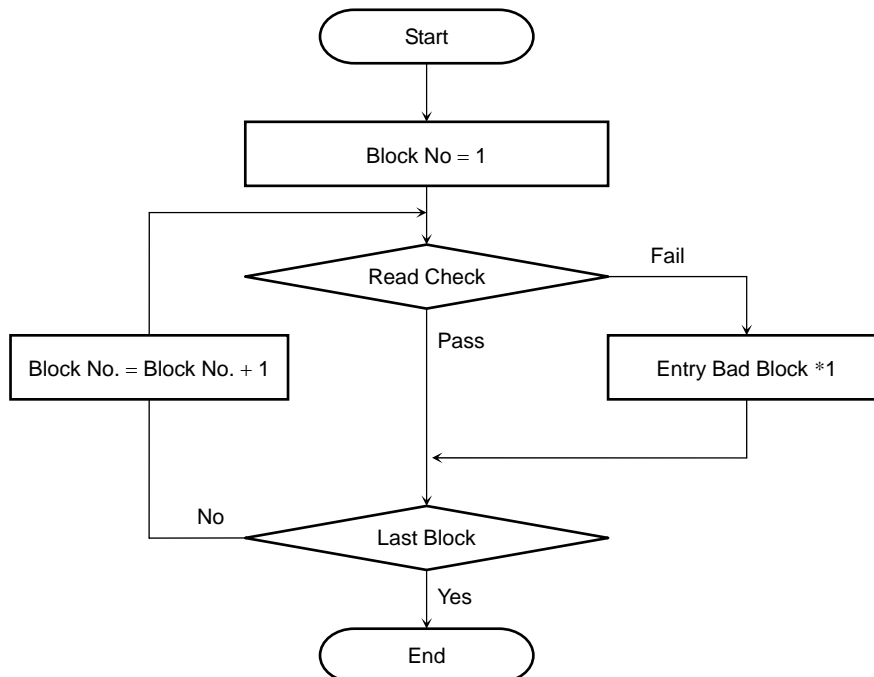 Start
Block No = 1
Read Check
Fail
Pass
Block No. = Block No. + 1
Entry Bad Block *1
No
Last Block
Yes
End